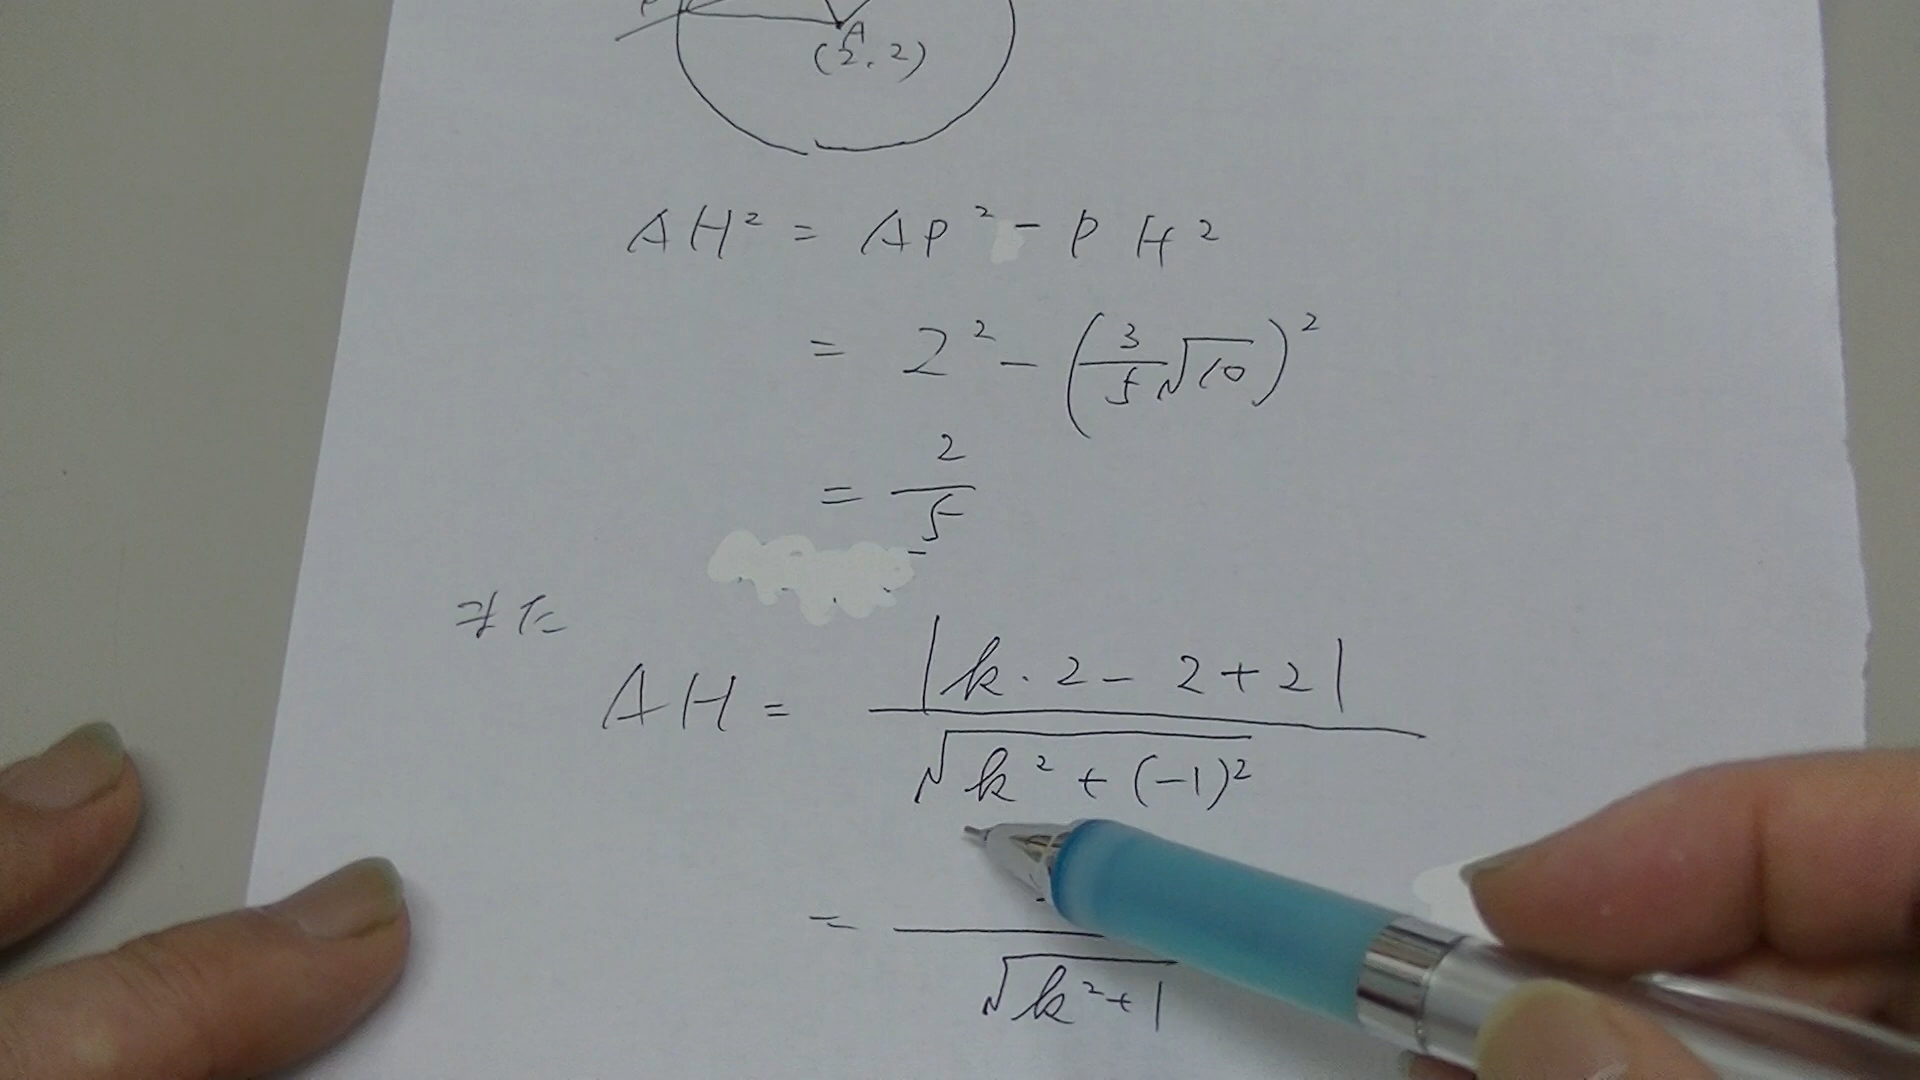 A
(2, 2)
AH² = AP² - PH²
= 2² - (3/5 √10)²
= 2/5
また
AH = |k·2 - 2 + 2| / √(k² + (-1)²)
= / √(k² + 1)